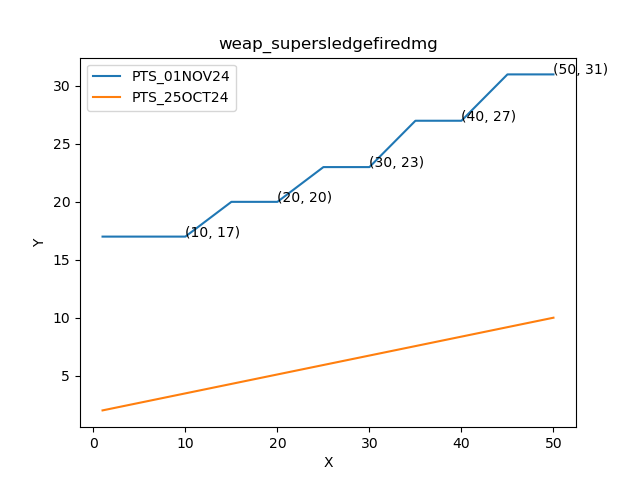 weap_supersledgefiredmg
PTS_01NOV24
PTS_25OCT24
(50, 31)
(40, 27)
(30, 23)
(20, 20)
(10, 17)
30
25
20
15
10
5
Y
0 10 20 30 40 50
X